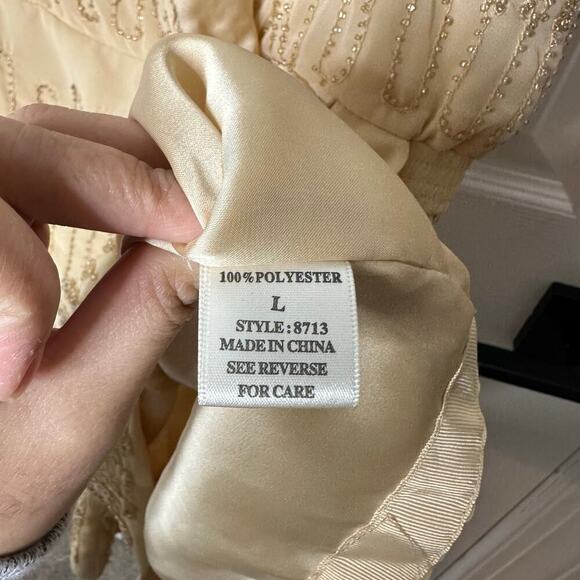 100% POLYESTER
L
STYLE : 8713
MADE IN CHINA
SEE REVERSE
FOR CARE